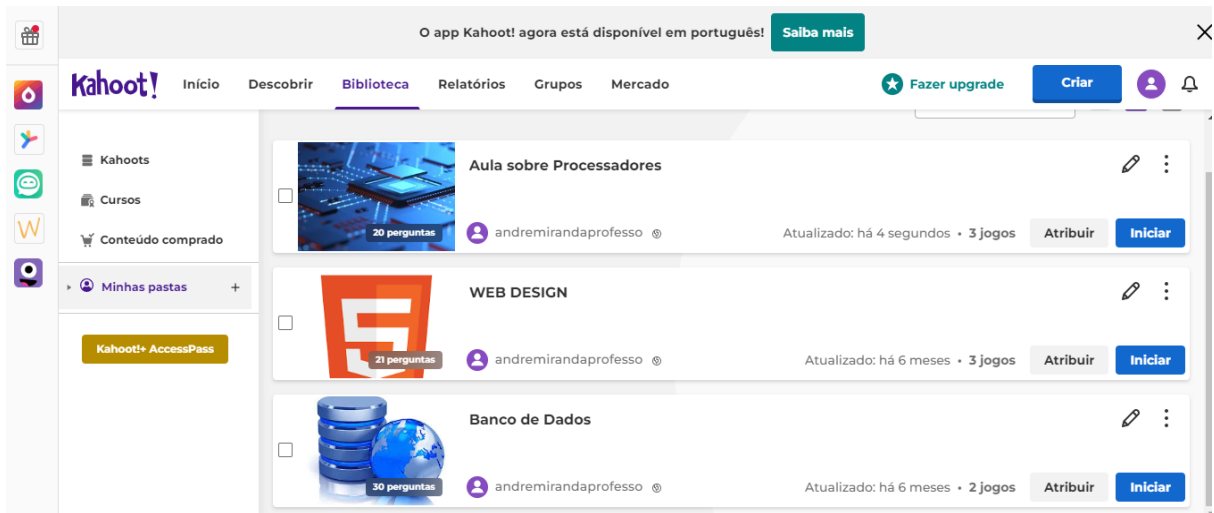 O app Kahoot! agora está disponível em português! Saiba mais
Kahoot! Início Descobrir Biblioteca Relatórios Grupos Mercado Fazer upgrade Criar
Kahoots
Cursos
Conteúdo comprado
Minhas pastas +
Kahoot!+ AccessPass
Aula sobre Processadores
20 perguntas
andremirandaprofesso Atualizado: há 4 segundos • 3 jogos Atribuir Iniciar
WEB DESIGN
21 perguntas
andremirandaprofesso Atualizado: há 6 meses • 3 jogos Atribuir Iniciar
Banco de Dados
30 perguntas
andremirandaprofesso Atualizado: há 6 meses • 2 jogos Atribuir Iniciar